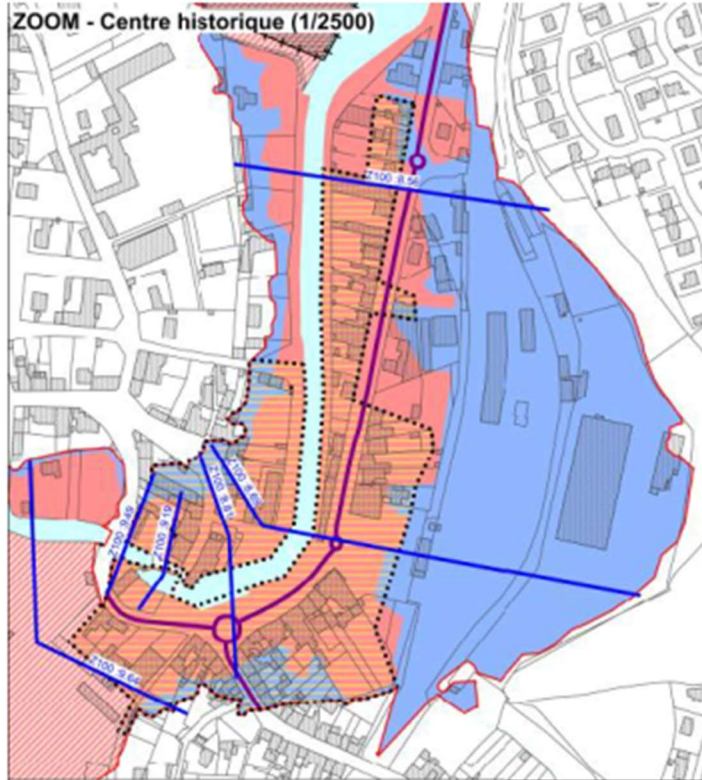 ZOOM - Centre historique (1/2500)
Z100 :8.56
Z100 :8.65
Z100 :8.81
Z100 :9.19
Z100 :9.49
Z100 :9.64